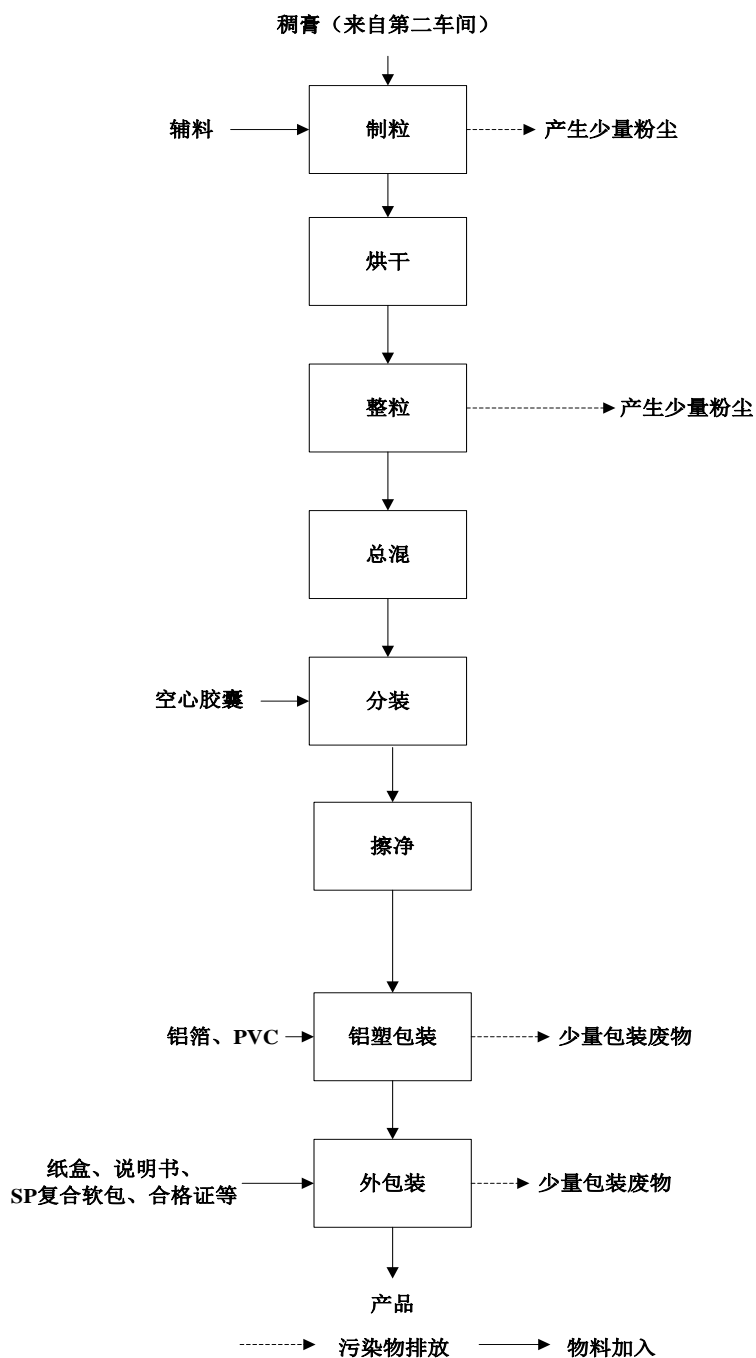 稠膏（来自第二车间）
辅料
制粒
产生少量粉尘
烘干
整粒
产生少量粉尘
总混
空心胶囊
分装
擦净
铝箔、PVC
铝塑包装
少量包装废物
纸盒、说明书、
SP复合软包、合格证等
外包装
少量包装废物
产品
污染物排放
物料加入